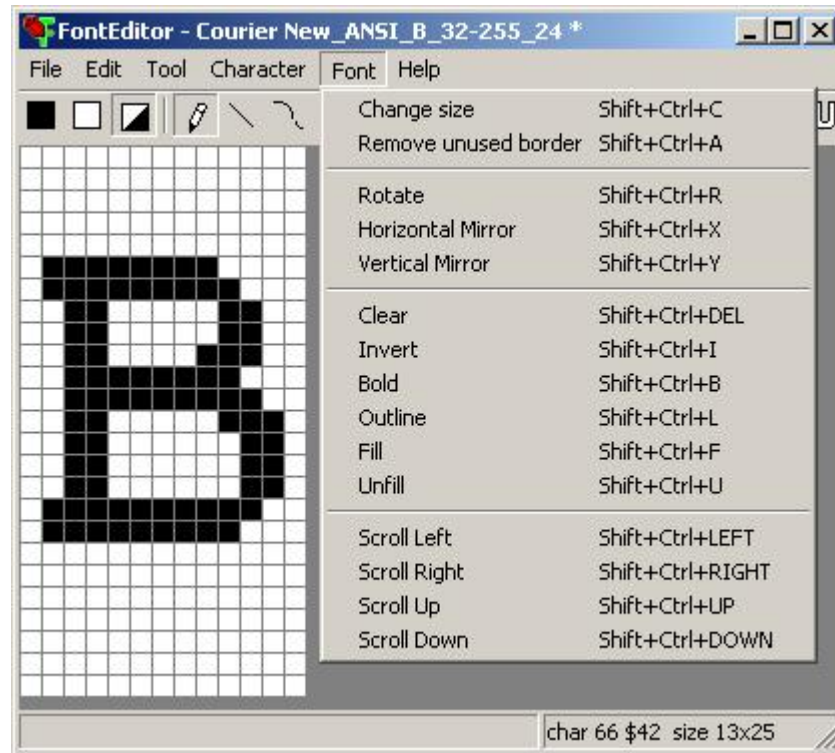 FontEditor - Courier New_ANSI_B_32-255_24 *
File Edit Tool Character Font Help
Change size Shift+Ctrl+C
Remove unused border Shift+Ctrl+A
Rotate Shift+Ctrl+R
Horizontal Mirror Shift+Ctrl+X
Vertical Mirror Shift+Ctrl+Y
Clear Shift+Ctrl+DEL
Invert Shift+Ctrl+I
Bold Shift+Ctrl+B
Outline Shift+Ctrl+L
Fill Shift+Ctrl+F
Unfill Shift+Ctrl+U
Scroll Left Shift+Ctrl+LEFT
Scroll Right Shift+Ctrl+RIGHT
Scroll Up Shift+Ctrl+UP
Scroll Down Shift+Ctrl+DOWN
B
char 66 $42 size 13x25